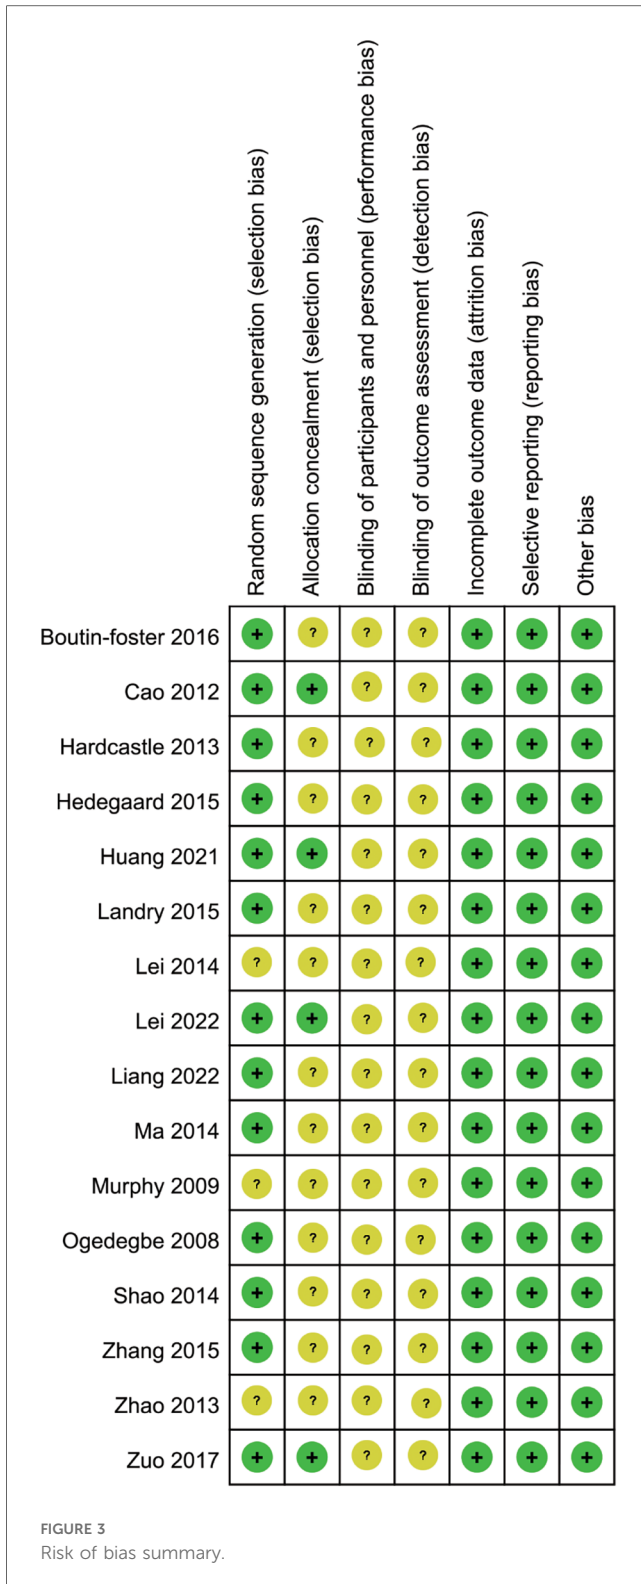 Random sequence generation (selection bias)
Allocation concealment (selection bias)
Blinding of participants and personnel (performance bias)
Blinding of outcome assessment (detection bias)
Incomplete outcome data (attrition bias)
Selective reporting (reporting bias)
Other bias
Boutin-foster 2016 + ? ? ? + + +
Cao 2012 + + ? ? + + +
Hardcastle 2013 + ? ? ? + + +
Hedegaard 2015 + ? ? ? + + +
Huang 2021 + + ? ? + + +
Landry 2015 + ? ? ? + + +
Lei 2014 ? ? ? ? + + +
Lei 2022 + + ? ? + + +
Liang 2022 + ? ? ? + + +
Ma 2014 + ? ? ? + + +
Murphy 2009 ? ? ? ? + + +
Ogedegbe 2008 + ? ? ? + + +
Shao 2014 + ? ? ? + + +
Zhang 2015 + ? ? ? + + +
Zhao 2013 ? ? ? ? + + +
Zuo 2017 + + ? ? + + +
FIGURE 3
Risk of bias summary.